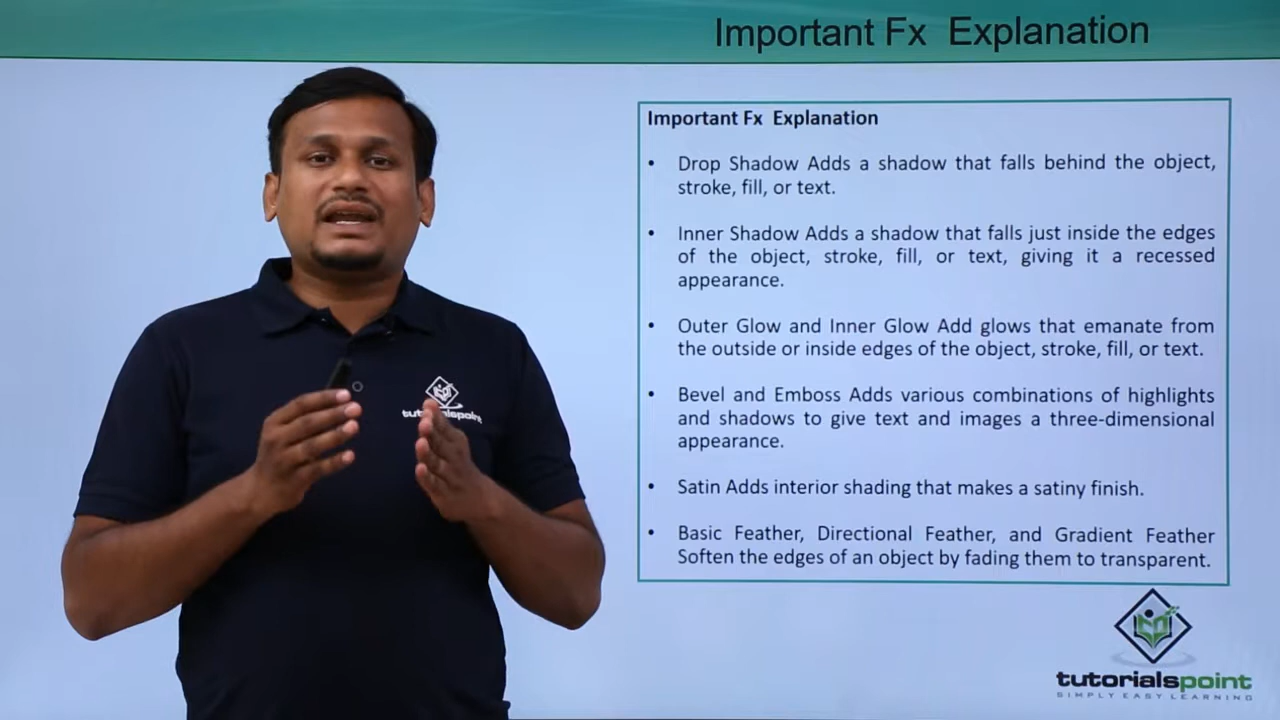 Important Fx Explanation
Important Fx Explanation
• Drop Shadow Adds a shadow that falls behind the object,
stroke, fill, or text.
• Inner Shadow Adds a shadow that falls just inside the edges
of the object, stroke, fill, or text, giving it a recessed
appearance.
• Outer Glow and Inner Glow Add glows that emanate from
the outside or inside edges of the object, stroke, fill, or text.
• Bevel and Emboss Adds various combinations of highlights
and shadows to give text and images a three-dimensional
appearance.
• Satin Adds interior shading that makes a satiny finish.
• Basic Feather, Directional Feather, and Gradient Feather
Soften the edges of an object by fading them to transparent.
tutorialspoint
tutorialspoint
SIMPLY EASY LEARNING